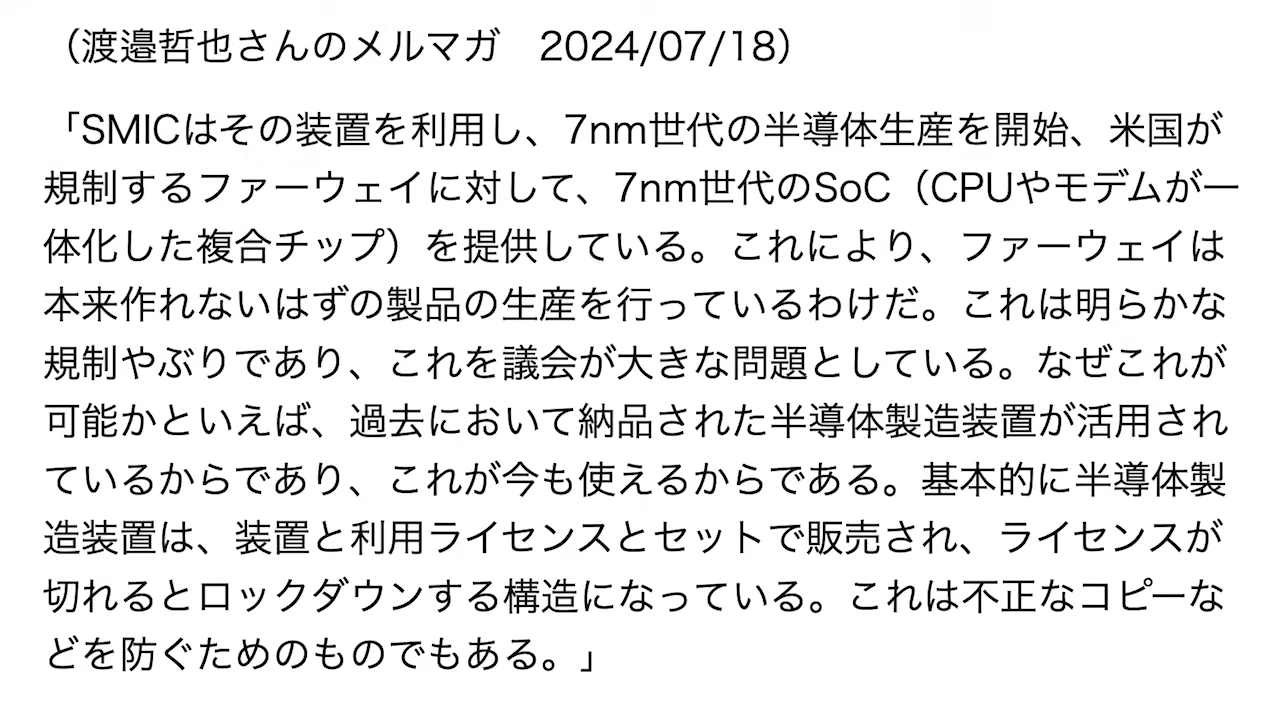 （渡邉哲也さんのメルマガ　2024/07/18）
「SMICはその装置を利用し、7nm世代の半導体生産を開始、米国が
規制するファーウェイに対して、7nm世代のSoC（CPUやモデムが一
体化した複合チップ）を提供している。これにより、ファーウェイは
本来作れないはずの製品の生産を行っているわけだ。これは明らかな
規制やぶりであり、これを議会が大きな問題としている。なぜこれが
可能かといえば、過去において納品された半導体製造装置が活用され
ているからであり、これが今も使えるからである。基本的に半導体製
造装置は、装置と利用ライセンスとセットで販売され、ライセンスが
切れるとロックダウンする構造になっている。これは不正なコピーな
どを防ぐためのものでもある。」